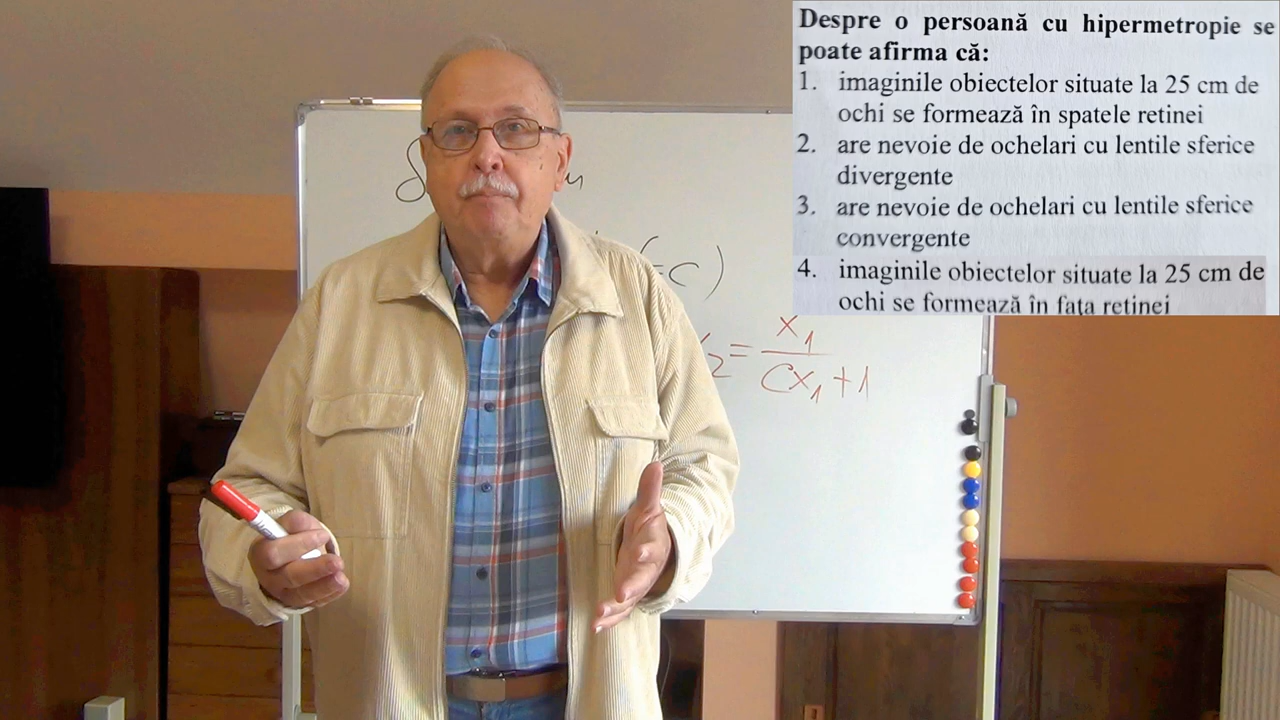 Despre o persoană cu hipermetropie se
poate afirma că:
1. imaginile obiectelor situate la 25 cm de
ochi se formează în spatele retinei
2. are nevoie de ochelari cu lentile sferice
divergente
3. are nevoie de ochelari cu lentile sferice
convergente
4. imaginile obiectelor situate la 25 cm de
ochi se formează în fața retinei
=c)
2 = x1 / Cx1+1